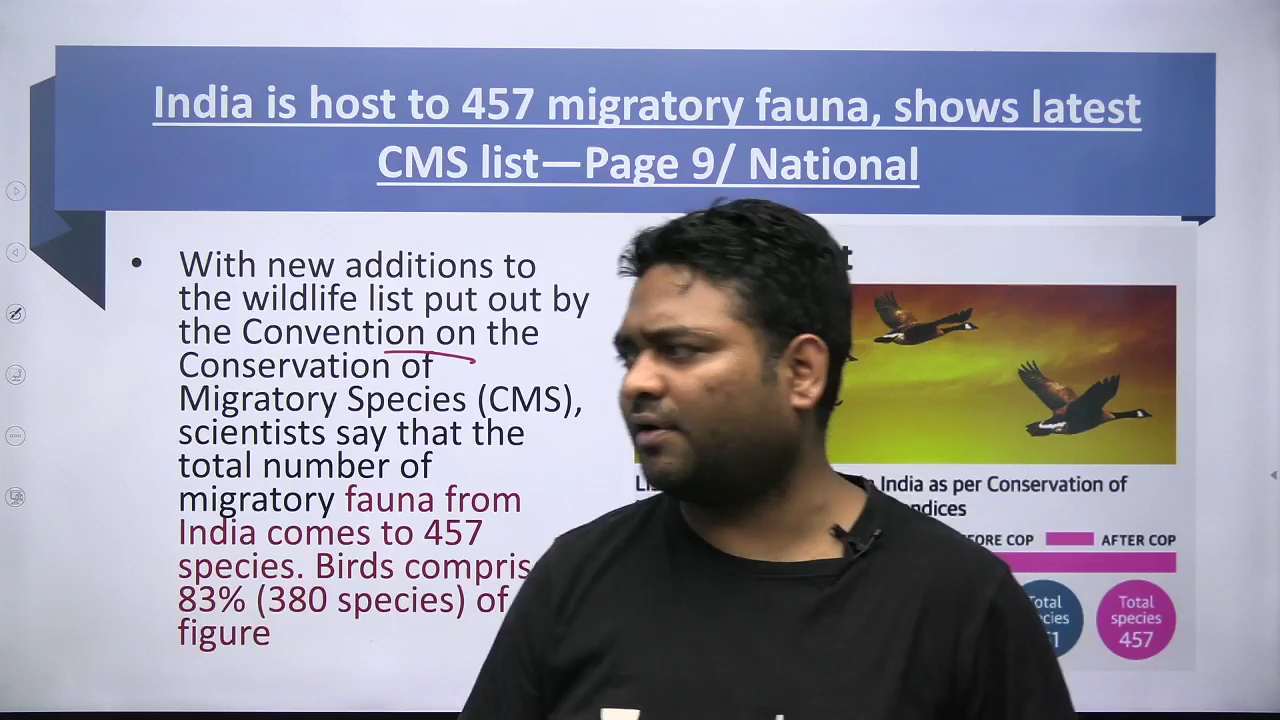 India is host to 457 migratory fauna, shows latest
CMS list—Page 9/ National
• With new additions to
the wildlife list put out by
the Convention on the
Conservation of
Migratory Species (CMS),
scientists say that the
total number of
migratory fauna from
India comes to 457
species. Birds compris
83% (380 species) of
figure
India as per Conservation of
COP
AFTER COP
Total
species
457